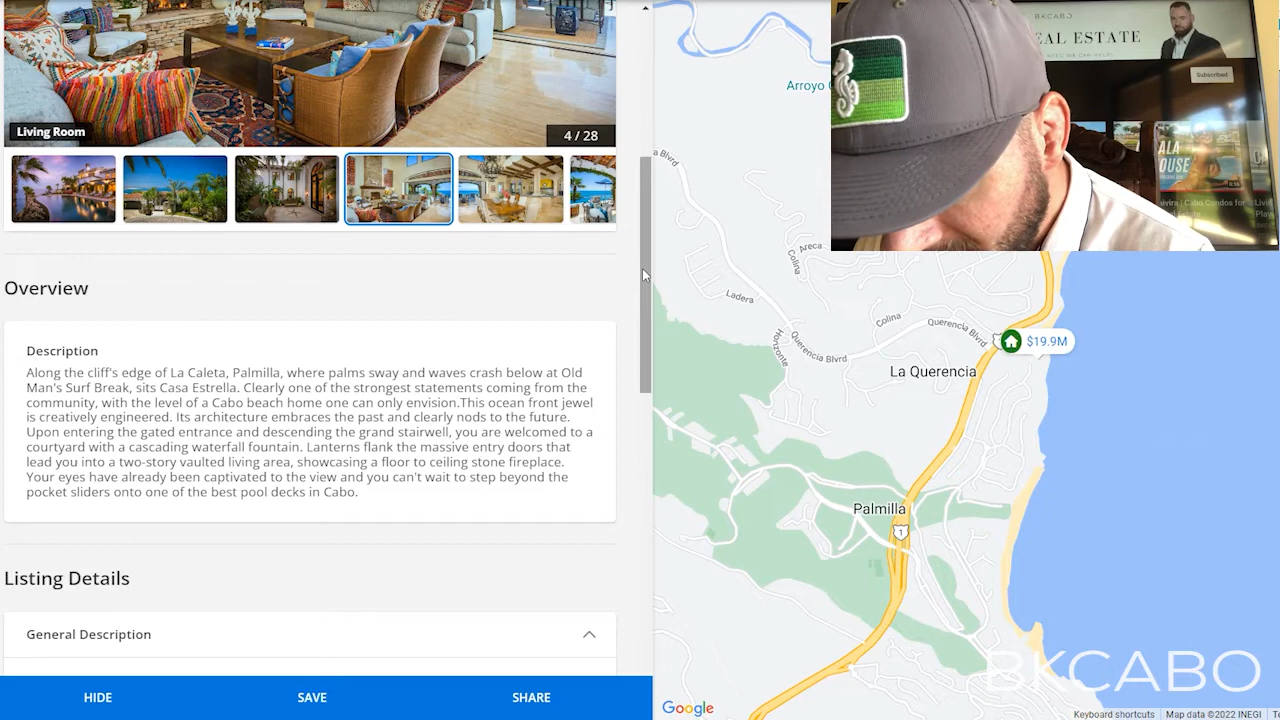 Living Room
4 / 28
Overview
Description
Along the cliff's edge of La Caleta, Palmilla, where palms sway and waves crash below at Old
Man's Surf Break, sits Casa Estrella. Clearly one of the strongest statements coming from the
community, with the level of a Cabo beach home one can only envision.This ocean front jewel
is creatively engineered. Its architecture embraces the past and clearly nods to the future.
Upon entering the gated entrance and descending the grand stairwell, you are welcomed to a
courtyard with a cascading waterfall fountain. Lanterns flank the massive entry doors that
lead you into a two-story vaulted living area, showcasing a floor to ceiling stone fireplace.
Your eyes have already been captivated to the view and you can't wait to step beyond the
pocket sliders onto one of the best pool decks in Cabo.
Listing Details
General Description
HIDE
SAVE
SHARE
Arroyo
Blvd
Areca
Colina
Ladera
Horizonte
Colina
Querencia Blvd
Querencia Blvd
$19.9M
La Querencia
Palmilla
1
BKCABO
EAL ESTATE
Subscribed
ALA
OUSE
Cabo Condos for
BKCABO
Google
Keyboard shortcuts
Map data ©2022 INEGI